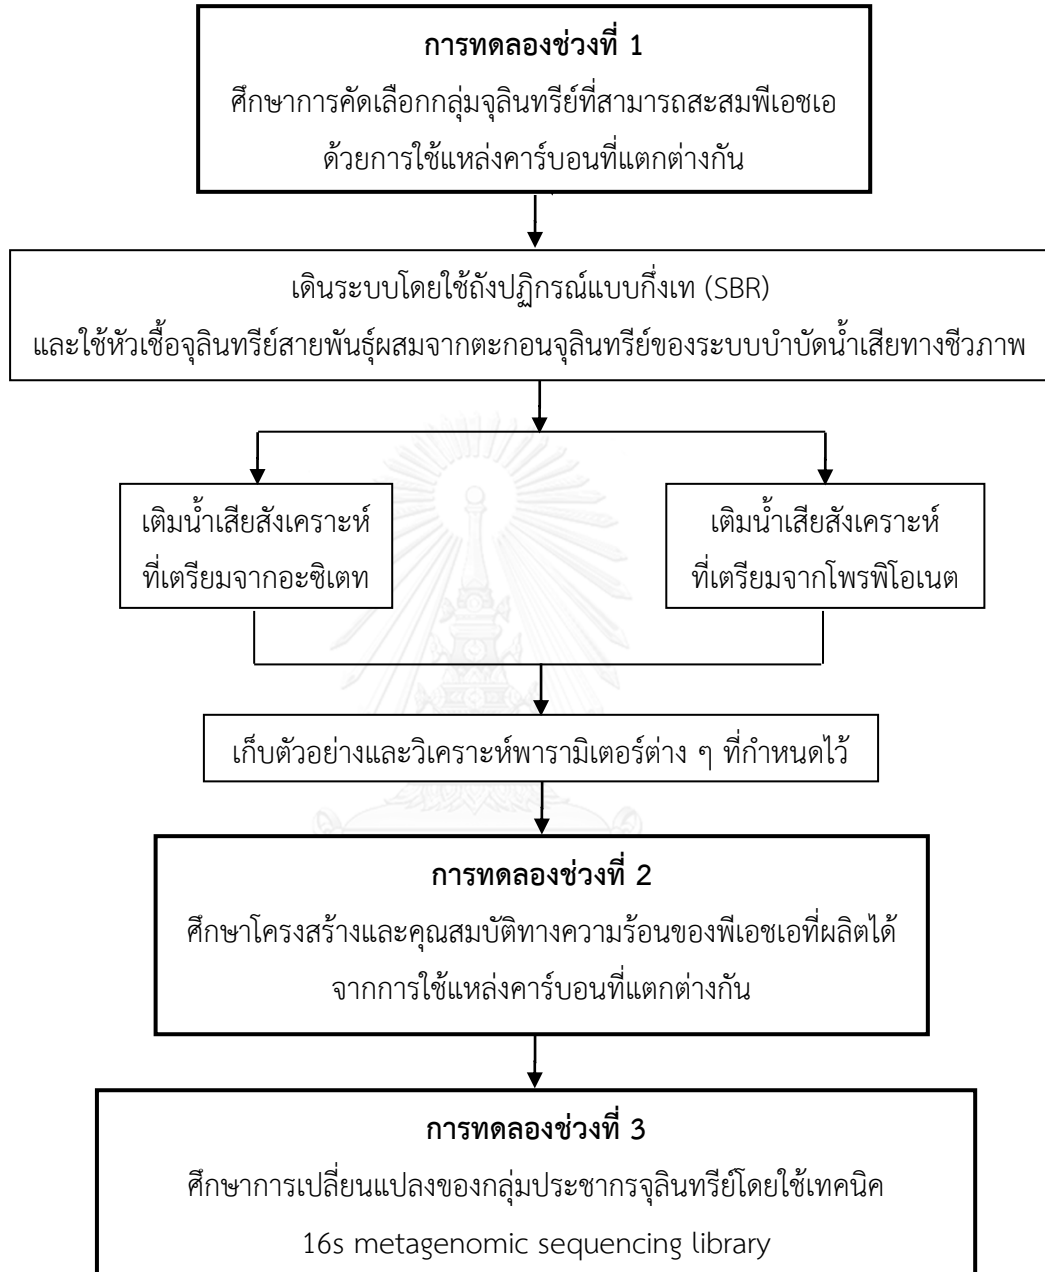 การทดลองช่วงที่ 1
ศึกษาการคัดเลือกกลุ่มจุลินทรีย์ที่สามารถสะสมพีเอชเอ
ด้วยการใช้แหล่งคาร์บอนที่แตกต่างกัน
เดินระบบโดยใช้ถังปฏิกรณ์แบบกึ่งเท (SBR)
และใช้หัวเชื้อจุลินทรีย์สายพันธุ์ผสมจากตะกอนจุลินทรีย์ของระบบบำบัดน้ำเสียทางชีวภาพ
เติมน้ำเสียสังเคราะห์
ที่เตรียมจากอะซิเตท
เติมน้ำเสียสังเคราะห์
ที่เตรียมจากโพรพิโอเนต
เก็บตัวอย่างและวิเคราะห์พารามิเตอร์ต่าง ๆ ที่กำหนดไว้
การทดลองช่วงที่ 2
ศึกษาโครงสร้างและคุณสมบัติทางความร้อนของพีเอชเอที่ผลิตได้
จากการใช้แหล่งคาร์บอนที่แตกต่างกัน
การทดลองช่วงที่ 3
ศึกษาการเปลี่ยนแปลงของกลุ่มประชากรจุลินทรีย์โดยใช้เทคนิค
16s metagenomic sequencing library